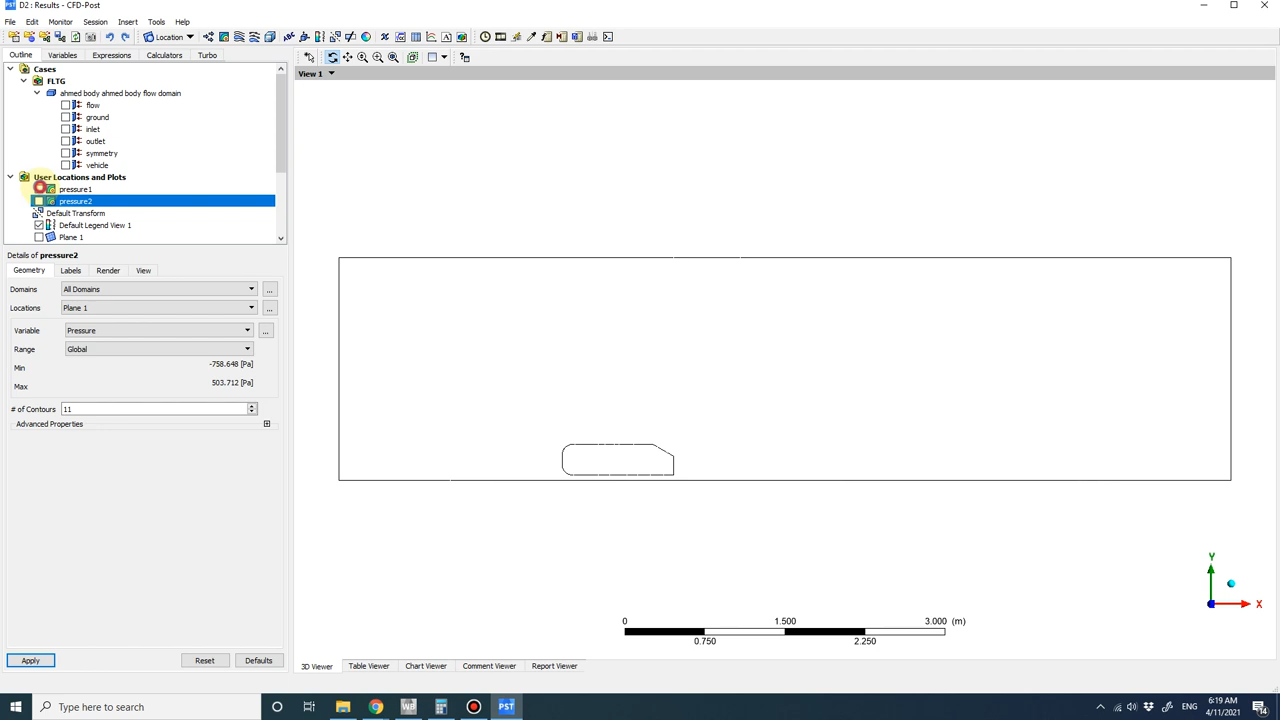 D2 : Results - CFD-Post
File Edit Monitor Session Insert Tools Help
Location
Outline Variables Expressions Calculators Turbo
View 1
Cases
FLTG
ahmed body ahmed body flow domain
flow
ground
inlet
outlet
symmetry
vehicle
User Locations and Plots
pressure1
pressure2
Default Transform
Default Legend View 1
Plane 1
Details of pressure2
Geometry Labels Render View
Domains All Domains ...
Locations Plane 1 ...
Variable Pressure ...
Range Global
Min -758.648 [Pa]
Max 503.712 [Pa]
# of Contours 11
Advanced Properties
Y
X
0 1.500 3.000 (m)
0.750 2.250
Apply Reset Defaults
3D Viewer Table Viewer Chart Viewer Comment Viewer Report Viewer
Type here to search
WB
PST
ENG
6:19 AM
4/11/2021
14